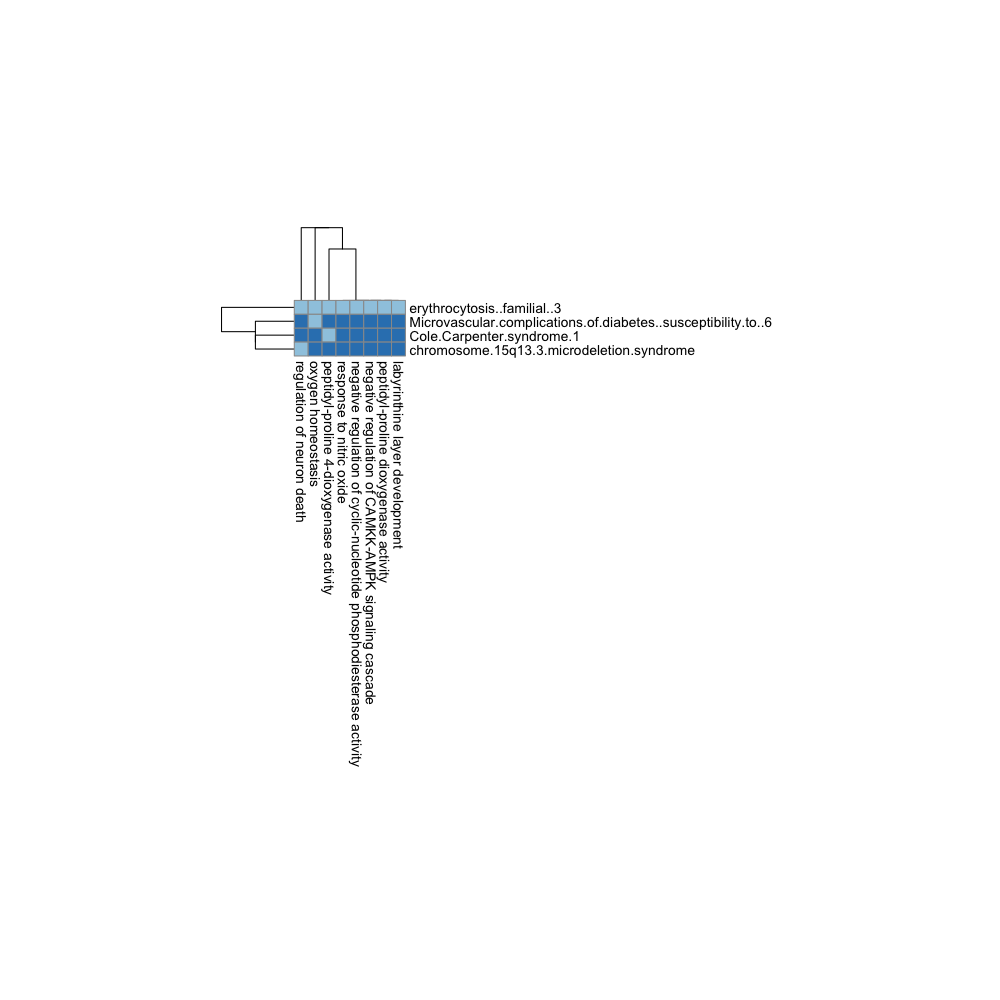 erythrocytosis..familial..3
Microvascular.complications.of.diabetes..susceptibility.to..6
Cole.Carpenter.syndrome.1
chromosome.15q13.3.microdeletion.syndrome
regulation of neuron death
oxygen homeostasis
peptidyl-proline 4-dioxygenase activity
response to nitric oxide
negative regulation of cyclic-nucleotide phosphodiesterase activity
negative regulation of CAMKK-AMPK signaling cascade
peptidyl-proline dioxygenase activity
labyrinthine layer development